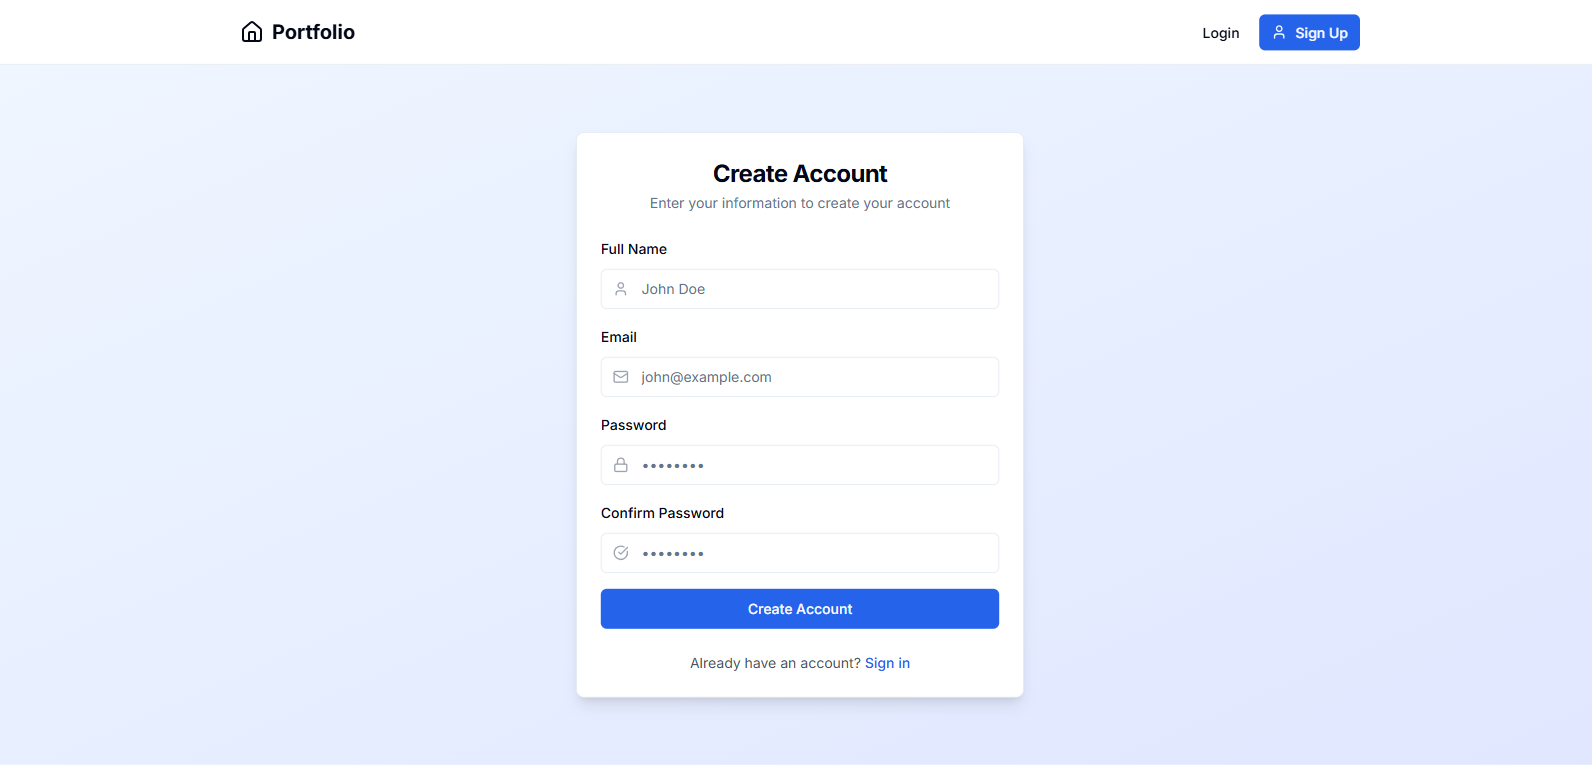 Portfolio
Login
Sign Up
Create Account
Enter your information to create your account
Full Name
John Doe
Email
john@example.com
Password
••••••••
Confirm Password
••••••••
Create Account
Already have an account? Sign in